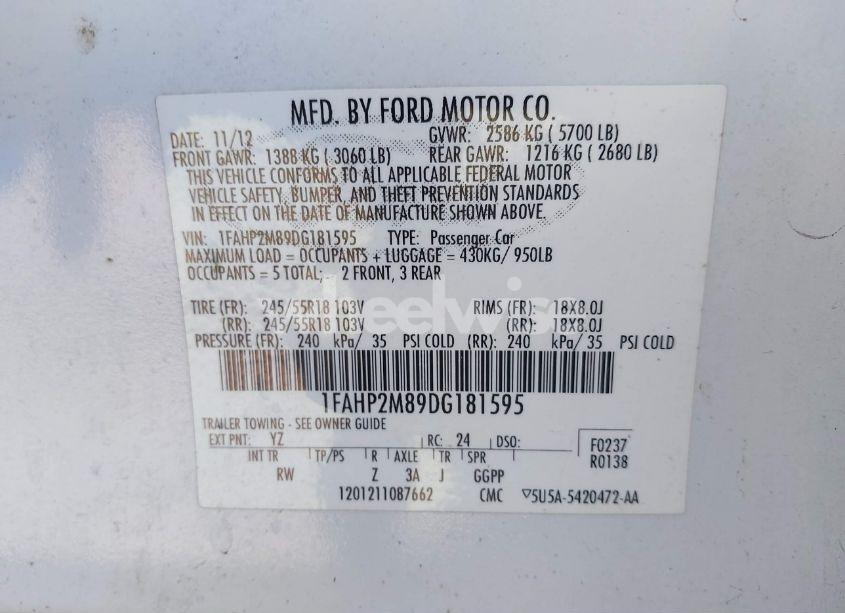 MFD. BY FORD MOTOR CO.
DATE: 11/12 GVWR: 2586 KG ( 5700 LB)
FRONT GAWR: 1388 KG ( 3060 LB) REAR GAWR: 1216 KG ( 2680 LB)
THIS VEHICLE CONFORMS TO ALL APPLICABLE FEDERAL MOTOR
VEHICLE SAFETY, BUMPER, AND THEFT PREVENTION STANDARDS
IN EFFECT ON THE DATE OF MANUFACTURE SHOWN ABOVE.
VIN: 1FAHP2M89DG181595 TYPE: Passenger Car
MAXIMUM LOAD = OCCUPANTS + LUGGAGE = 430KG/ 950LB
OCCUPANTS = 5 TOTAL; 2 FRONT, 3 REAR
TIRE (FR): 245/55R18 103V RIMS (FR): 18X8.0J
(RR): 245/55R18 103V (RR): 18X8.0J
PRESSURE (FR): 240 kPa/ 35 PSI COLD (RR): 240 kPa/ 35 PSI COLD
1FAHP2M89DG181595
TRAILER TOWING - SEE OWNER GUIDE
EXT PNT: YZ RC: 24 DSO: F0237
INT TR TP/PS R AXLE TR SPR R0138
RW Z 3A J GGPP
1201211087662 CMC ▽5U5A-5420472-AA